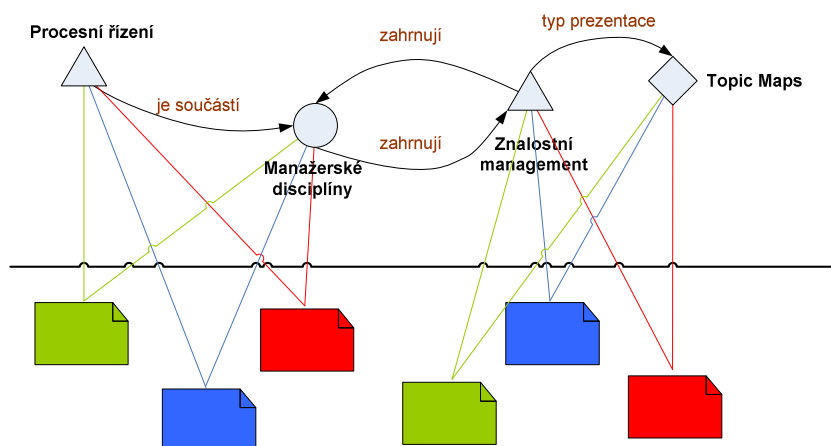 Procesní řízení
zahrnují
typ prezentace
Topic Maps
je součástí
zahrnují
Znalostní
management
Manažerské
disciplíny